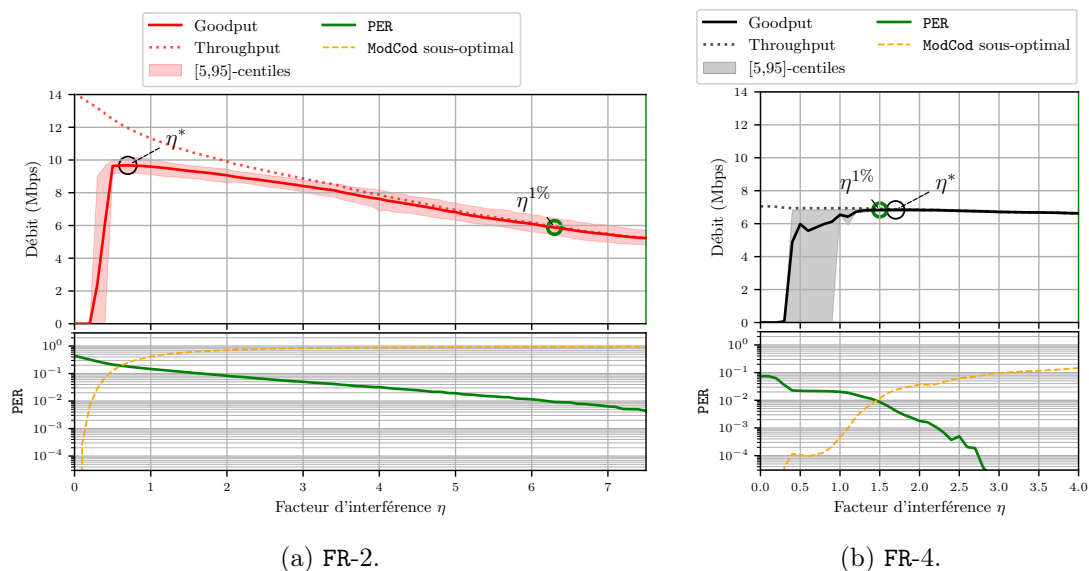 Goodput
Throughput
[5,95]-centiles
PER
ModCod sous-optimal
14
12
10
8
6
4
2
0
Débit (Mbps)
η*
η1%
10⁰
10⁻¹
10⁻²
10⁻³
10⁻⁴
PER
0 1 2 3 4 5 6 7
Facteur d'interférence η
(a) FR-2.
Goodput
Throughput
[5,95]-centiles
PER
ModCod sous-optimal
14
12
10
8
6
4
2
0
Débit (Mbps)
η1%
η*
10⁰
10⁻¹
10⁻²
10⁻³
10⁻⁴
PER
0.0 0.5 1.0 1.5 2.0 2.5 3.0 3.5 4.0
Facteur d'interférence η
(b) FR-4.